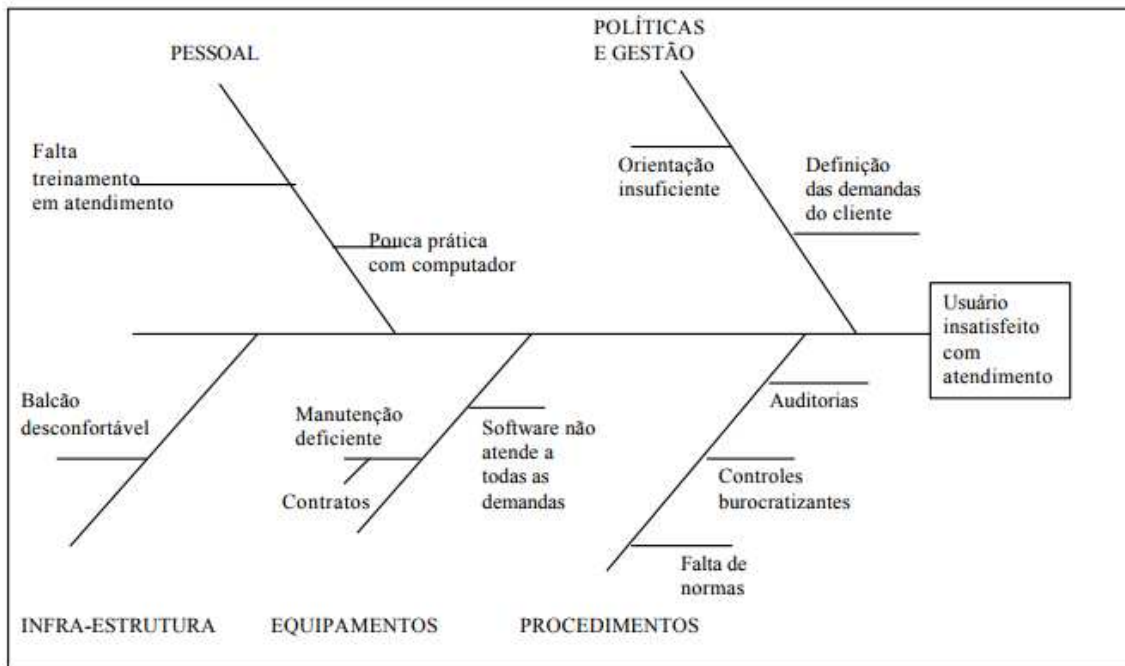 PESSOAL
POLÍTICAS
E GESTÃO
Falta
treinamento
em atendimento
Pouca prática
com computador
Orientação
insuficiente
Definição
das demandas
do cliente
Usuário
insatisfeito
com
atendimento
Balcão
desconfortável
Manutenção
deficiente
Contratos
Software não
atende a
todas as
demandas
Auditorias
Controles
burocratizantes
Falta de
normas
INFRA-ESTRUTURA
EQUIPAMENTOS
PROCEDIMENTOS